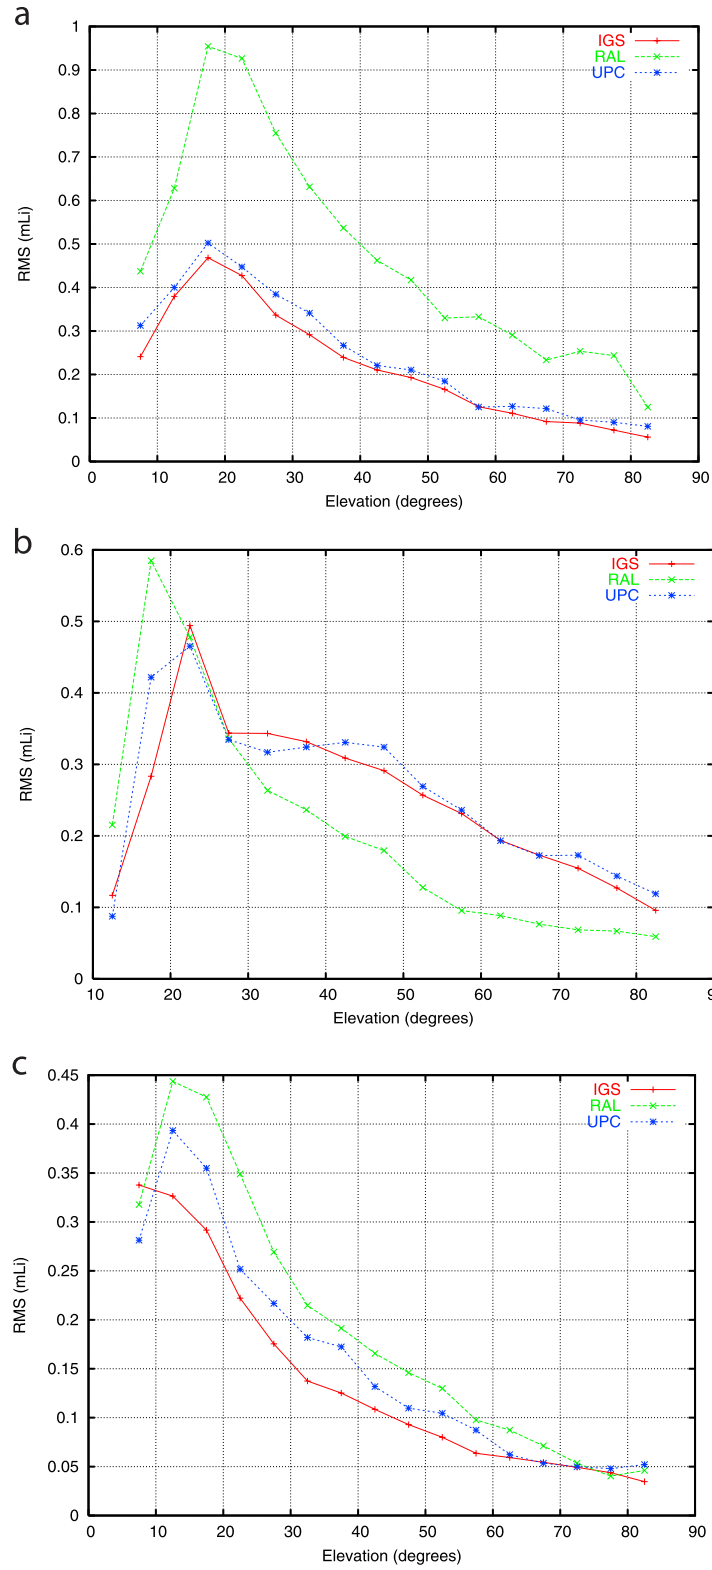 a
1
0.9
0.8
0.7
0.6
0.5
0.4
0.3
0.2
0.1
0
RMS (mLi)
IGS
RAL
UPC
0 10 20 30 40 50 60 70 80 90
Elevation (degrees)
b
0.6
0.5
0.4
0.3
0.2
0.1
0
RMS (mLi)
IGS
RAL
UPC
10 20 30 40 50 60 70 80 9
Elevation (degrees)
c
0.45
0.4
0.35
0.3
0.25
0.2
0.15
0.1
0.05
0
RMS (mLi)
IGS
RAL
UPC
0 10 20 30 40 50 60 70 80 90
Elevation (degrees)